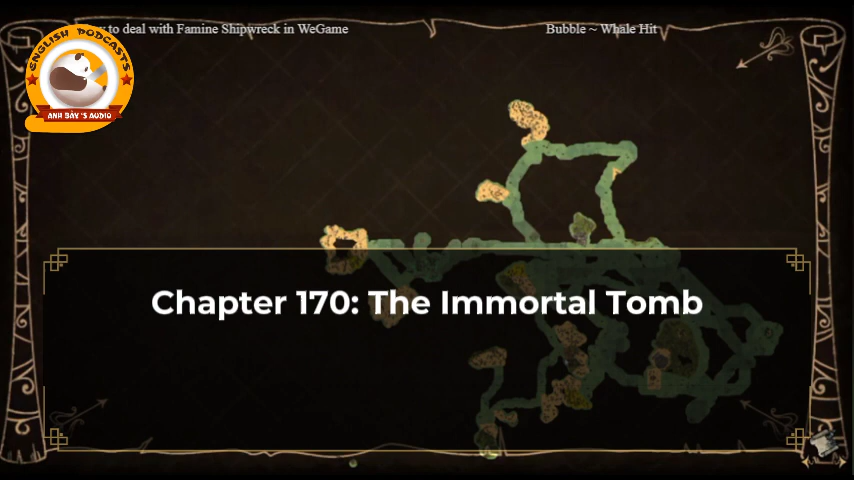 to deal with Famine Shipwreck in WeGame
Bubble ~ Whale Hit
ENGLISH PODCASTS
ANH BẢY 'S AUDIO
Chapter 170: The Immortal Tomb